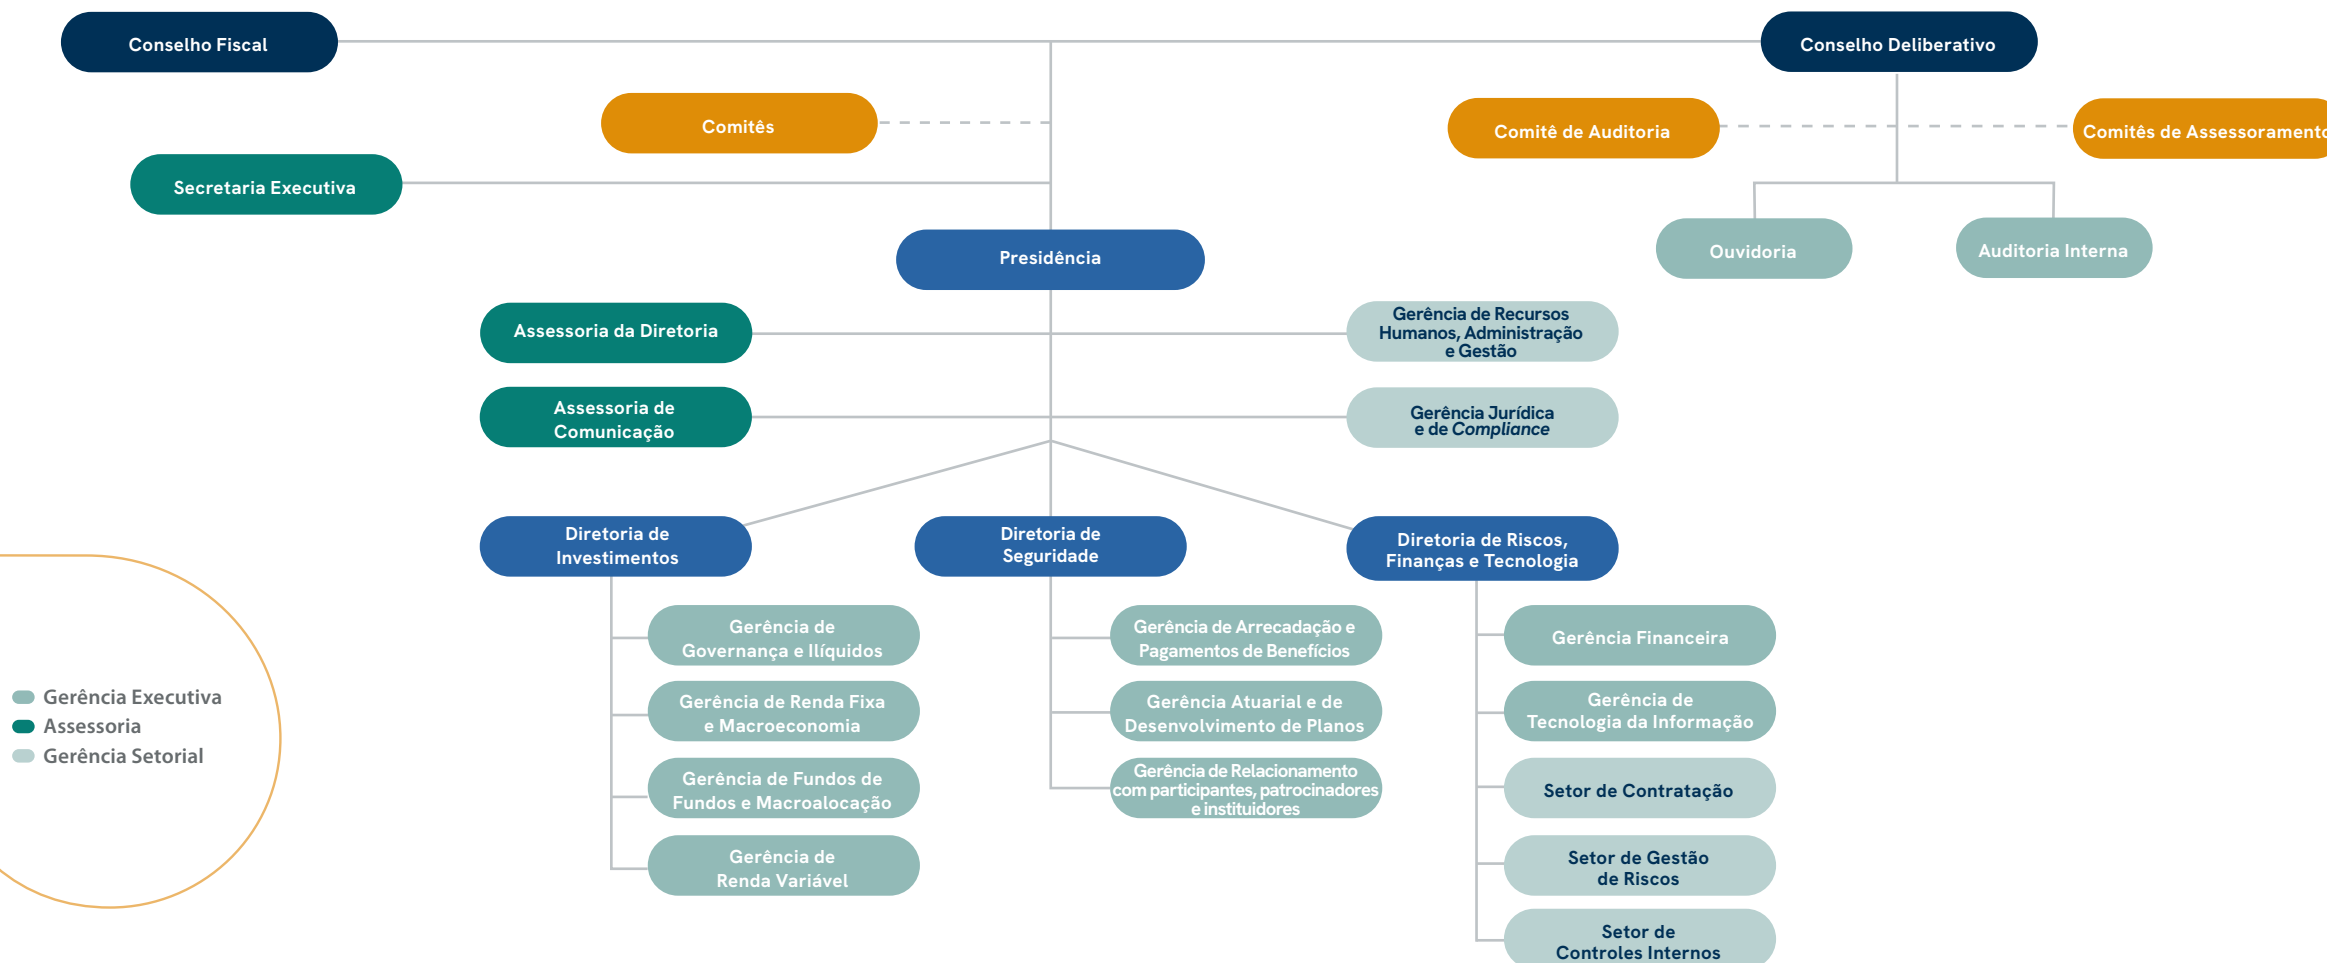 Conselho Fiscal
Conselho Deliberativo
Comitês
Comitê de Auditoria
Comitês de Assessoramento
Secretaria Executiva
Presidência
Ouvidoria
Auditoria Interna
Assessoria da Diretoria
Gerência de Recursos
Humanos, Administração
e Gestão
Assessoria de
Comunicação
Gerência Jurídica
e de Compliance
Diretoria de
Investimentos
Diretoria de
Seguridade
Diretoria de Riscos,
Finanças e Tecnologia
Gerência de
Governança e Ilíquidos
Gerência de Renda Fixa
e Macroeconomia
Gerência de Fundos de
Fundos e Macroalocação
Gerência de
Renda Variável
Gerência de Arrecadação e
Pagamentos de Benefícios
Gerência Atuarial e de
Desenvolvimento de Planos
Gerência de Relacionamento
com participantes, patrocinadores
e instituidores
Gerência Financeira
Gerência de
Tecnologia da Informação
Setor de Contratação
Setor de Gestão
de Riscos
Setor de
Controles Internos
Gerência Executiva
Assessoria
Gerência Setorial